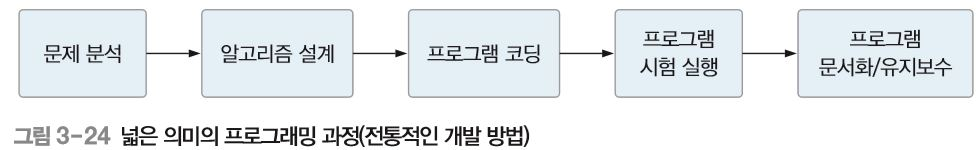 문제 분석
알고리즘 설계
프로그램 코딩
프로그램
시험 실행
프로그램
문서화/유지보수
그림 3-24 넓은 의미의 프로그래밍 과정(전통적인 개발 방법)